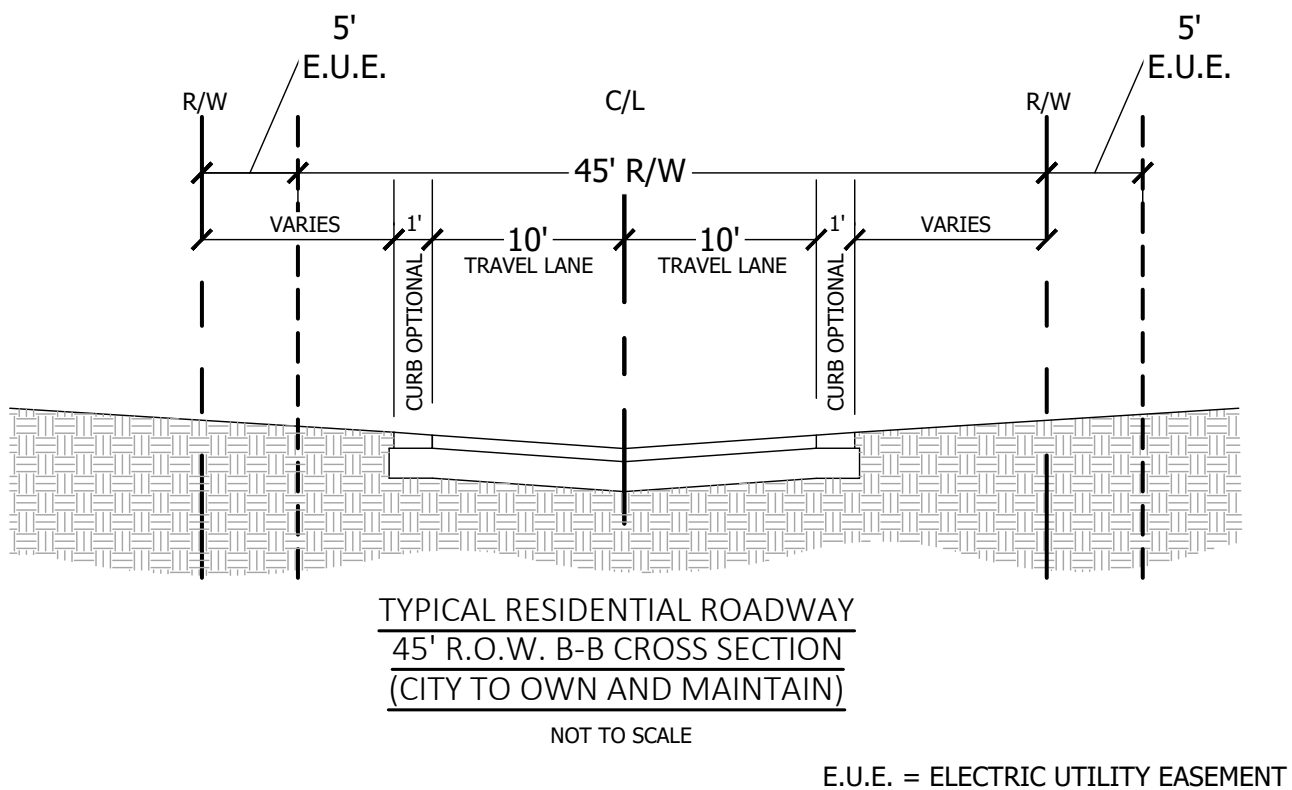 5'
E.U.E.
5'
E.U.E.
R/W
C/L
R/W
45' R/W
VARIES
1'
10'
TRAVEL LANE
10'
TRAVEL LANE
1'
VARIES
CURB OPTIONAL
CURB OPTIONAL
TYPICAL RESIDENTIAL ROADWAY
45' R.O.W. B-B CROSS SECTION
(CITY TO OWN AND MAINTAIN)
NOT TO SCALE
E.U.E. = ELECTRIC UTILITY EASEMENT